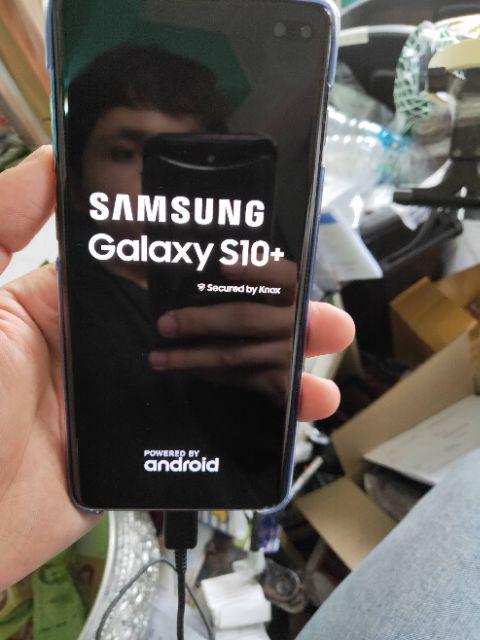 SAMSUNG
Galaxy S10+
Secured by Knox
POWERED BY
android